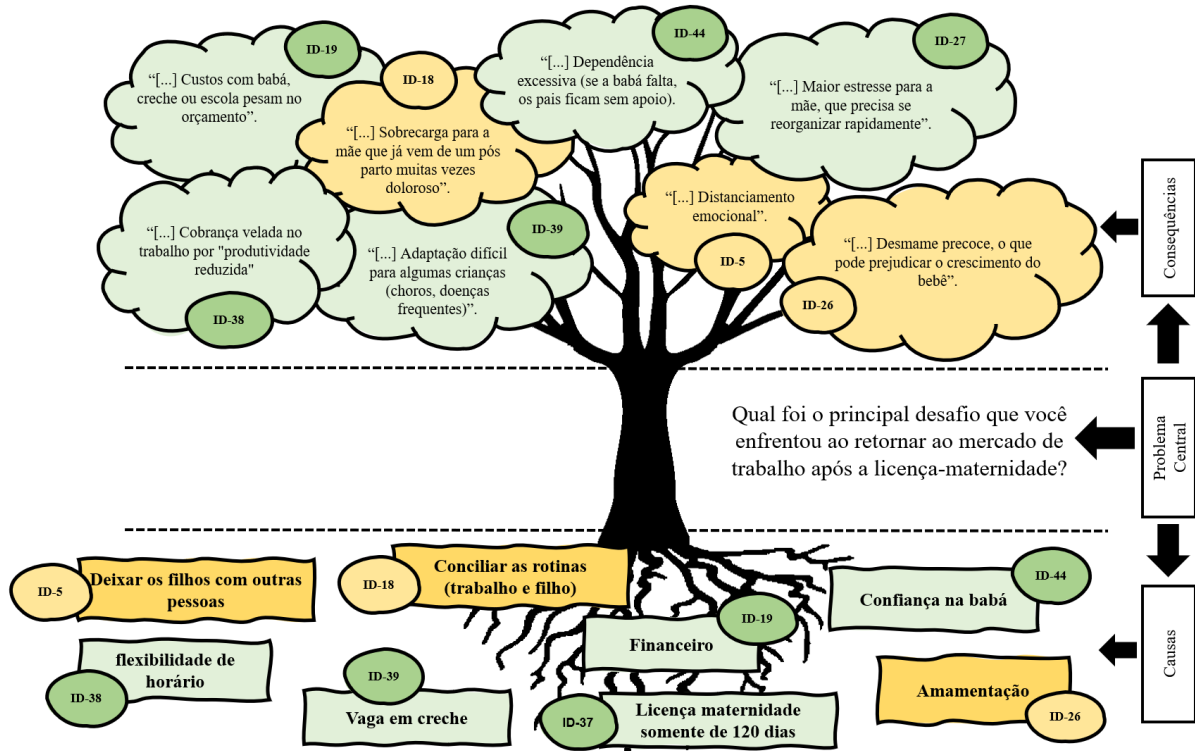 ID-19
“[...] Custos com babá,
creche ou escola pesam no
orçamento”.
ID-18
“[...] Sobrecarga para a
mãe que já vem de um pós
parto muitas vezes
doloroso”.
ID-44
“[...] Dependência
excessiva (se a babá falta,
os pais ficam sem apoio).
ID-27
“[...] Maior estresse para a
mãe, que precisa se
reorganizar rapidamente”.
“[...] Cobrança velada no
trabalho por "produtividade
reduzida"
ID-38
ID-39
“[...] Adaptação difícil
para algumas crianças
(choros, doenças
frequentes)”.
“[...] Distanciamento
emocional”.
ID-5
“[...] Desmame precoce, o que
pode prejudicar o crescimento do
bebê”.
ID-26
Consequências
Qual foi o principal desafio que você
enfrentou ao retornar ao mercado de
trabalho após a licença-maternidade?
Problema
Central
ID-5
Deixar os filhos com outras
pessoas
ID-18
Conciliar as rotinas
(trabalho e filho)
ID-44
Confiança na babá
ID-19
Financeiro
flexibilidade de
horário
ID-38
ID-39
Vaga em creche
ID-37
Licença maternidade
somente de 120 dias
Amamentação
ID-26
Causas